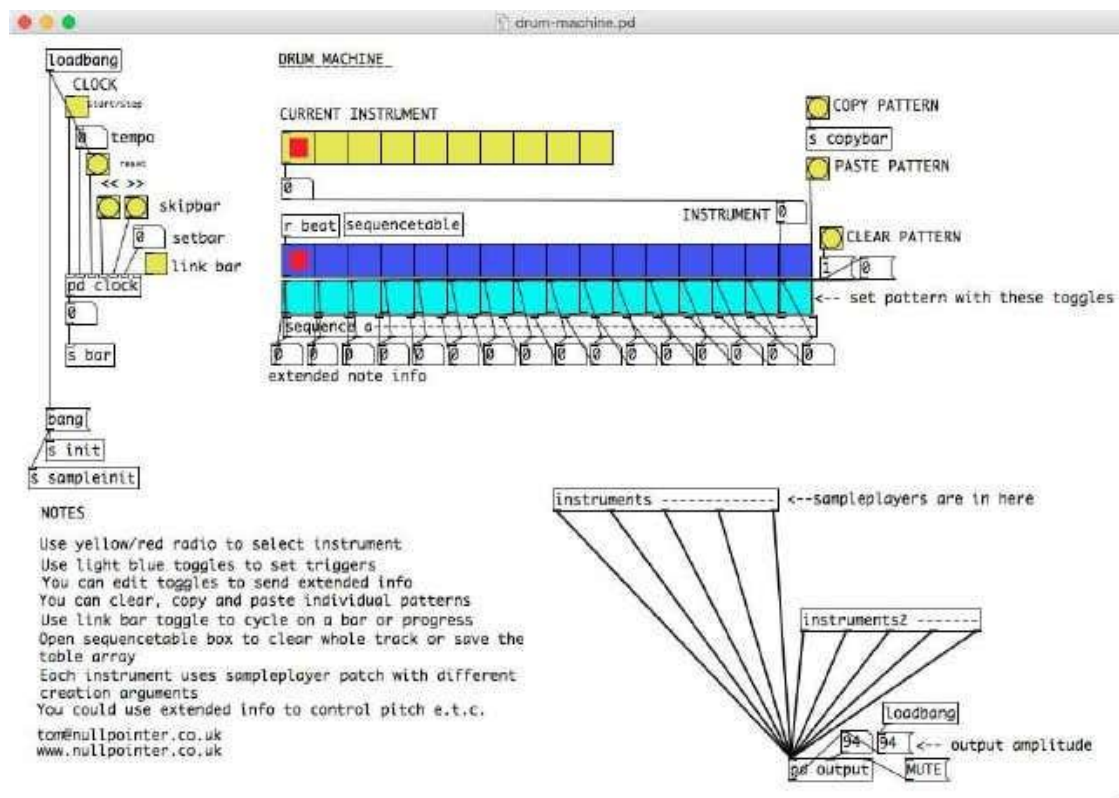 drum-machine.pd
loadbang
DRUM MACHINE
CLOCK
start/stop
0 tempo
reset
<< >>
skipbar
0 setbar
link bar
pd clock
0
s bar
bang
s init
s sampleinit
CURRENT INSTRUMENT
0
r beat sequencetable
INSTRUMENT 0
COPY PATTERN
s copybar
PASTE PATTERN
CLEAR PATTERN
1 0
<-- set pattern with these toggles
sequence a
0 0 0 0 0 0 0 0 0 0 0 0 0 0 0 0
extended note info
NOTES
Use yellow/red radio to select instrument
Use light blue toggles to set triggers
You can edit toggles to send extended info
You can clear, copy and paste individual patterns
Use link bar toggle to cycle on a bar or progress
Open sequencetable box to clear whole track or save the
table array
Each instrument uses sampleplayer patch with different
creation arguments
You could use extended info to control pitch e.t.c.
tom@nullpointer.co.uk
www.nullpointer.co.uk
instruments ------------- <--sampleplayers are in here
instruments2 -------
loadbang
94 94 <-- output amplitude
pd output MUTE